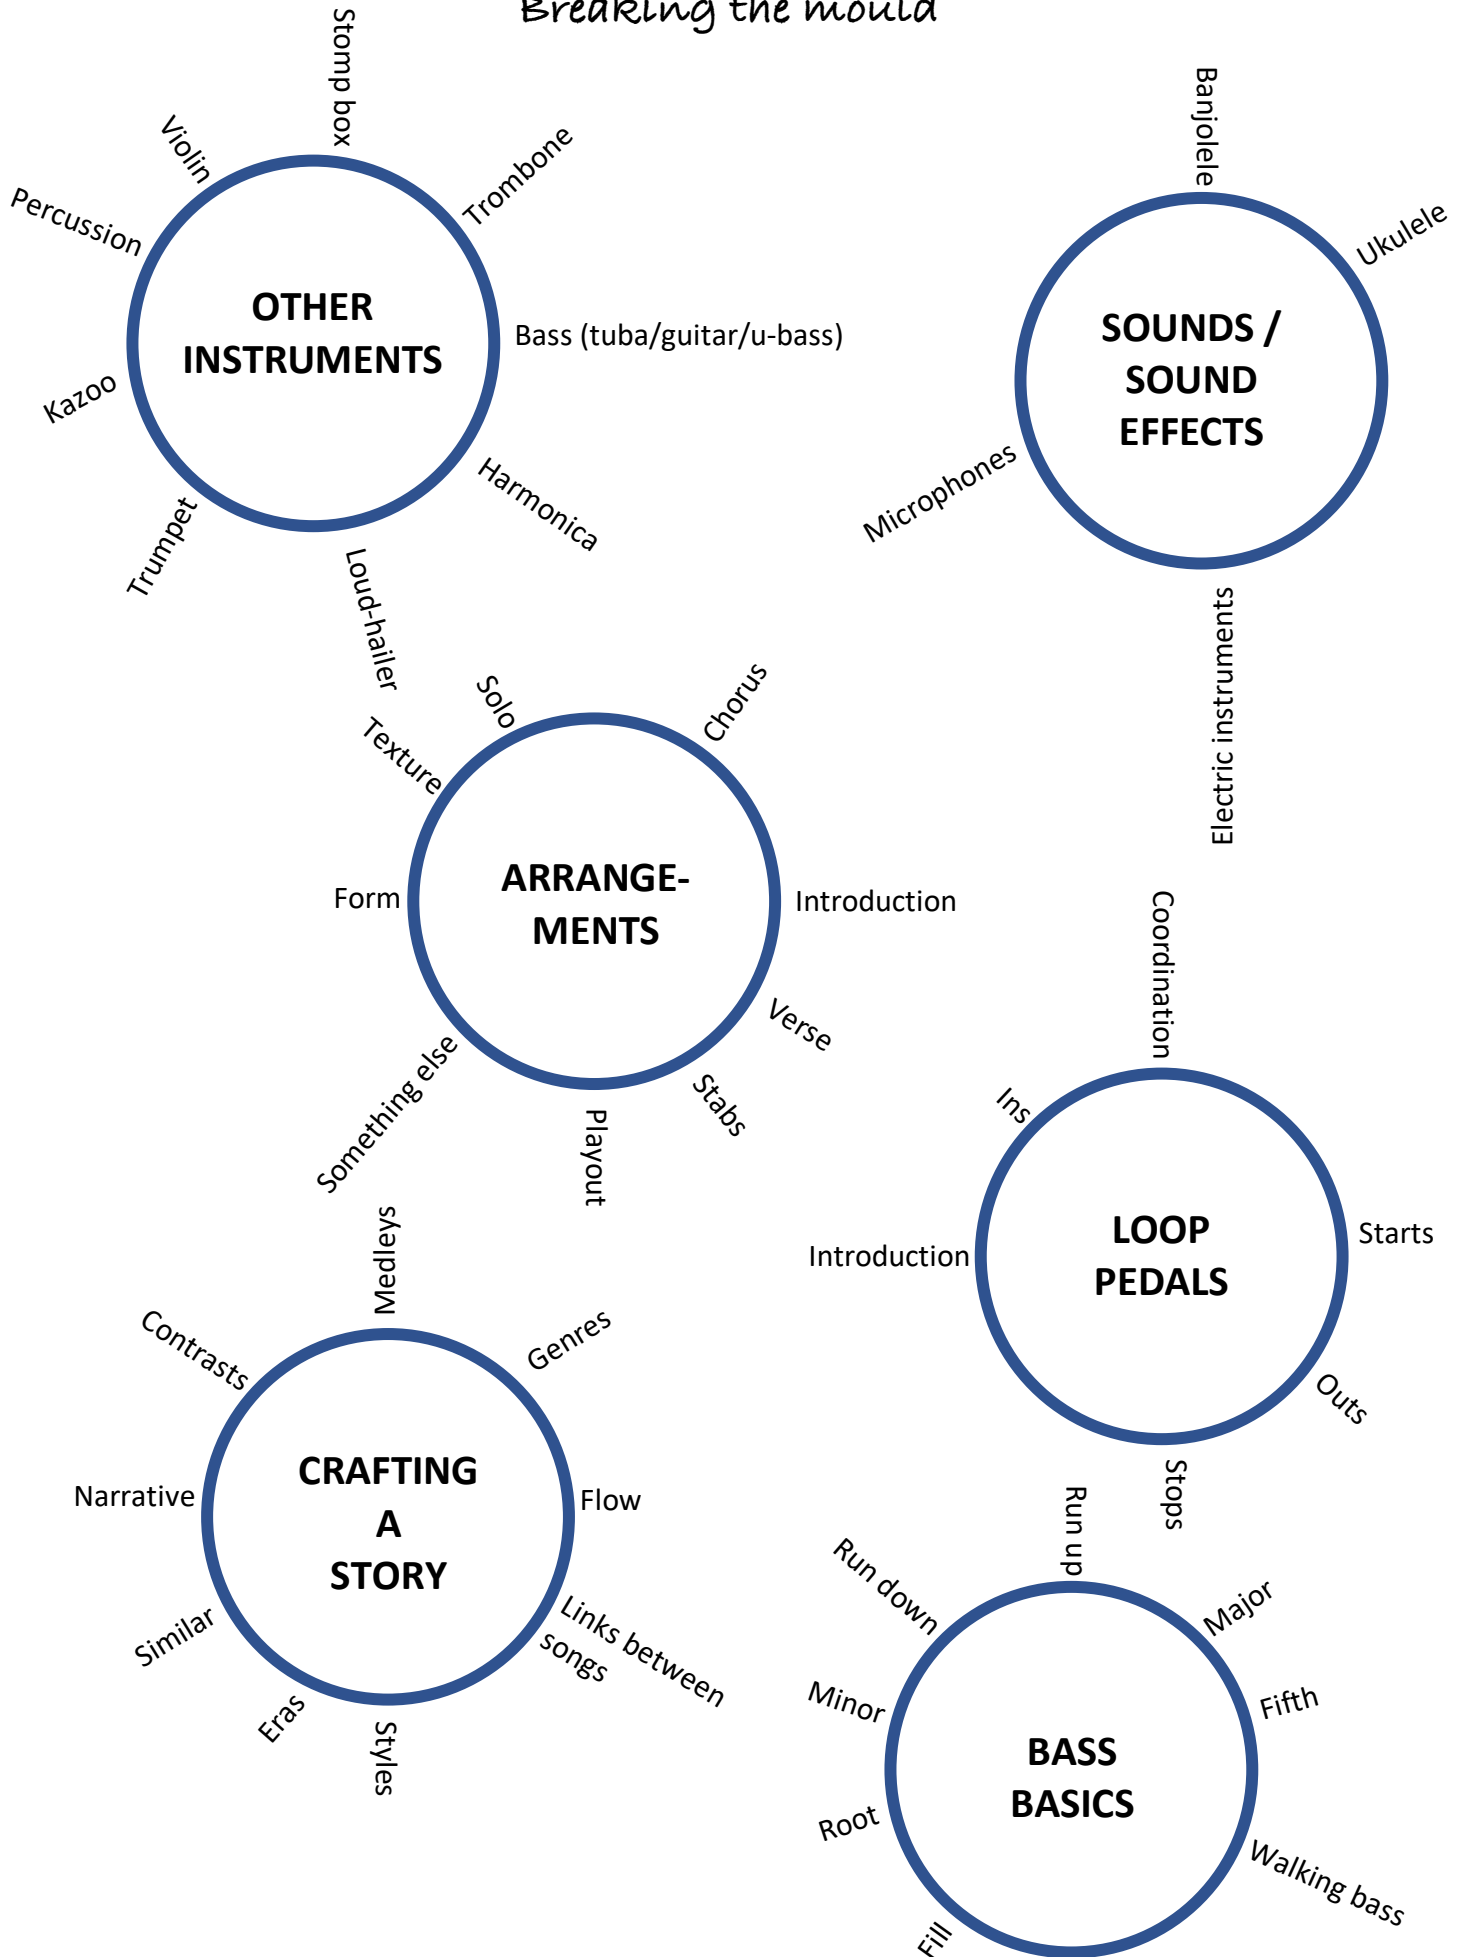 Breaking the mould
Stomp box
Violin
Trombone
Percussion
OTHER
INSTRUMENTS
Bass (tuba/guitar/u-bass)
Kazoo
Harmonica
Trumpet
Loud-hailer
Banjolele
Ukulele
SOUNDS /
SOUND
EFFECTS
Microphones
Electric instruments
Solo
Chorus
Texture
Form
ARRANGE-
MENTS
Introduction
Verse
Something else
Stabs
Playout
Coordination
Ins
LOOP
PEDALS
Introduction
Starts
Outs
Stops
Medleys
Contrasts
Genres
CRAFTING
A
STORY
Narrative
Flow
Similar
Links between
songs
Eras
Styles
Run up
Run down
Major
Minor
Fifth
BASS
BASICS
Root
Walking bass
Fill